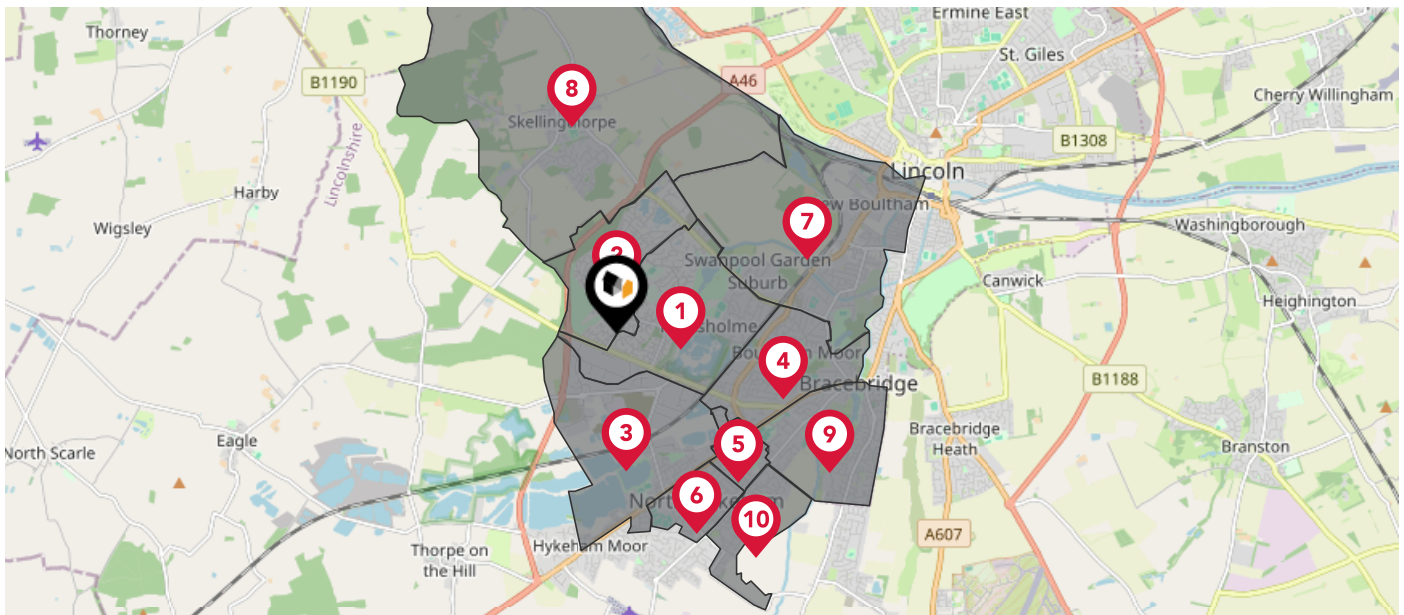 Thorney
Ermine East
St. Giles
B1190
A46
8
Cherry Willingham
Skellingthorpe
B1308
Lincoln
Lincolnshire
Harby
New Boultham
7
Wigsley
Washingborough
2
Swanpool Garden
Suburb
Canwick
Heighington
1
4
B1188
Bracebridge
3
5
9
Eagle
Bracebridge
Heath
Branston
North Scarle
6
10
A607
Hykeham Moor
Thorpe on
the Hill